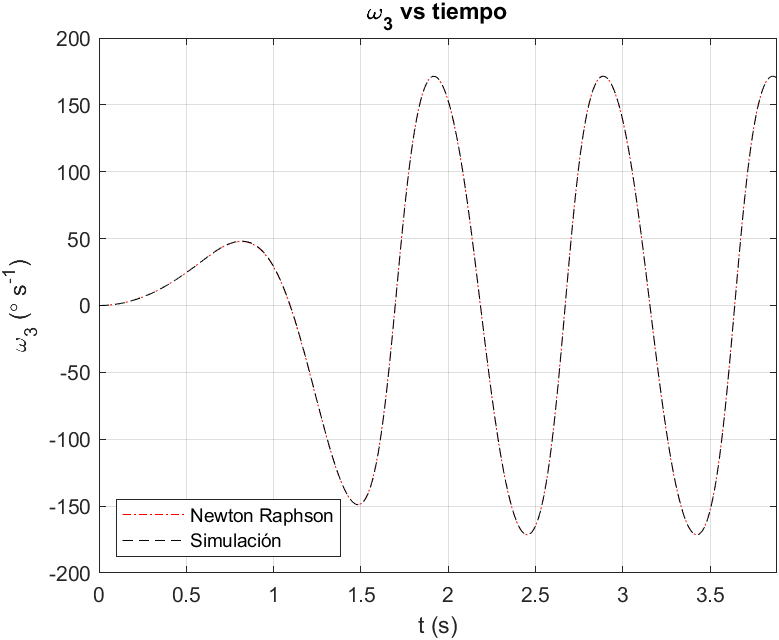 ω3 vs tiempo
200
150
100
50
0
-50
-100
-150
-200
ω3 (° s-1)
Newton Raphson
Simulación
0 0.5 1 1.5 2 2.5 3 3.5
t (s)